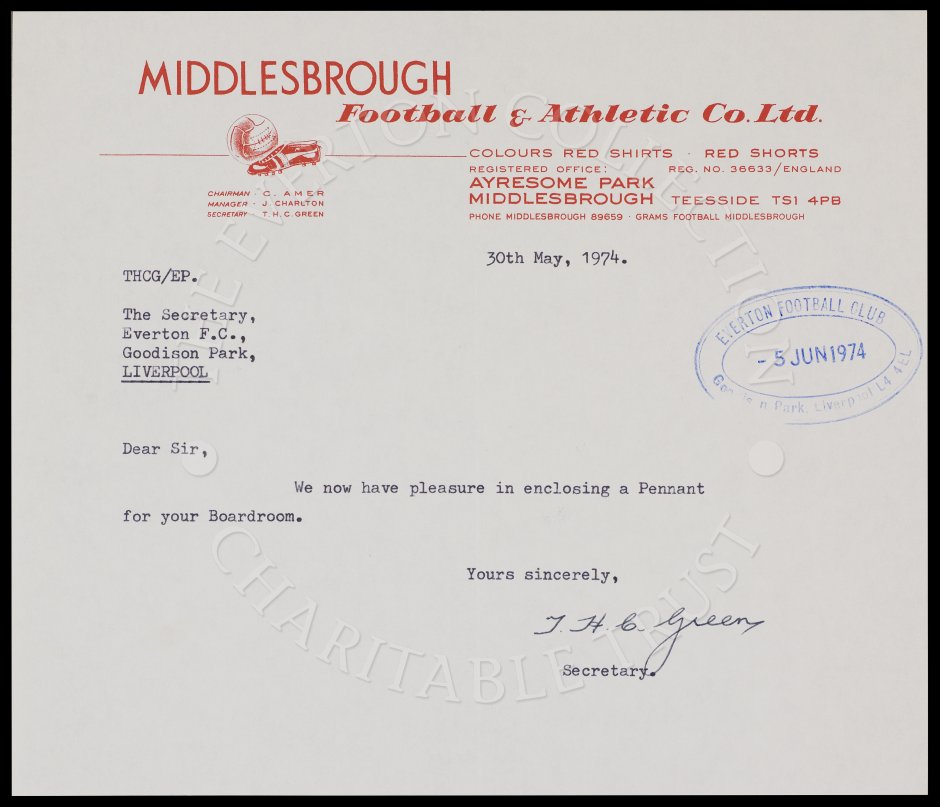 MIDDLESBROUGH
Football & Athletic Co. Ltd.
COLOURS RED SHIRTS · RED SHORTS
REGISTERED OFFICE: REG. NO. 36633/ENGLAND
AYRESOME PARK
MIDDLESBROUGH TEESSIDE TS1 4PB
PHONE MIDDLESBROUGH 89659 · GRAMS FOOTBALL MIDDLESBROUGH
CHAIRMAN · C. AMER
MANAGER · J. CHARLTON
SECRETARY · T. H. C. GREEN
30th May, 1974.
THCG/EP.
The Secretary,
Everton F.C.,
Goodison Park,
LIVERPOOL
EVERTON FOOTBALL CLUB
- 5 JUN 1974
Goodison Park, Liverpool L4 4EL
Dear Sir,
We now have pleasure in enclosing a Pennant
for your Boardroom.
Yours sincerely,
T. H. C. Green
Secretary.
THE EVERTON COLLECTION
CHARITABLE TRUST